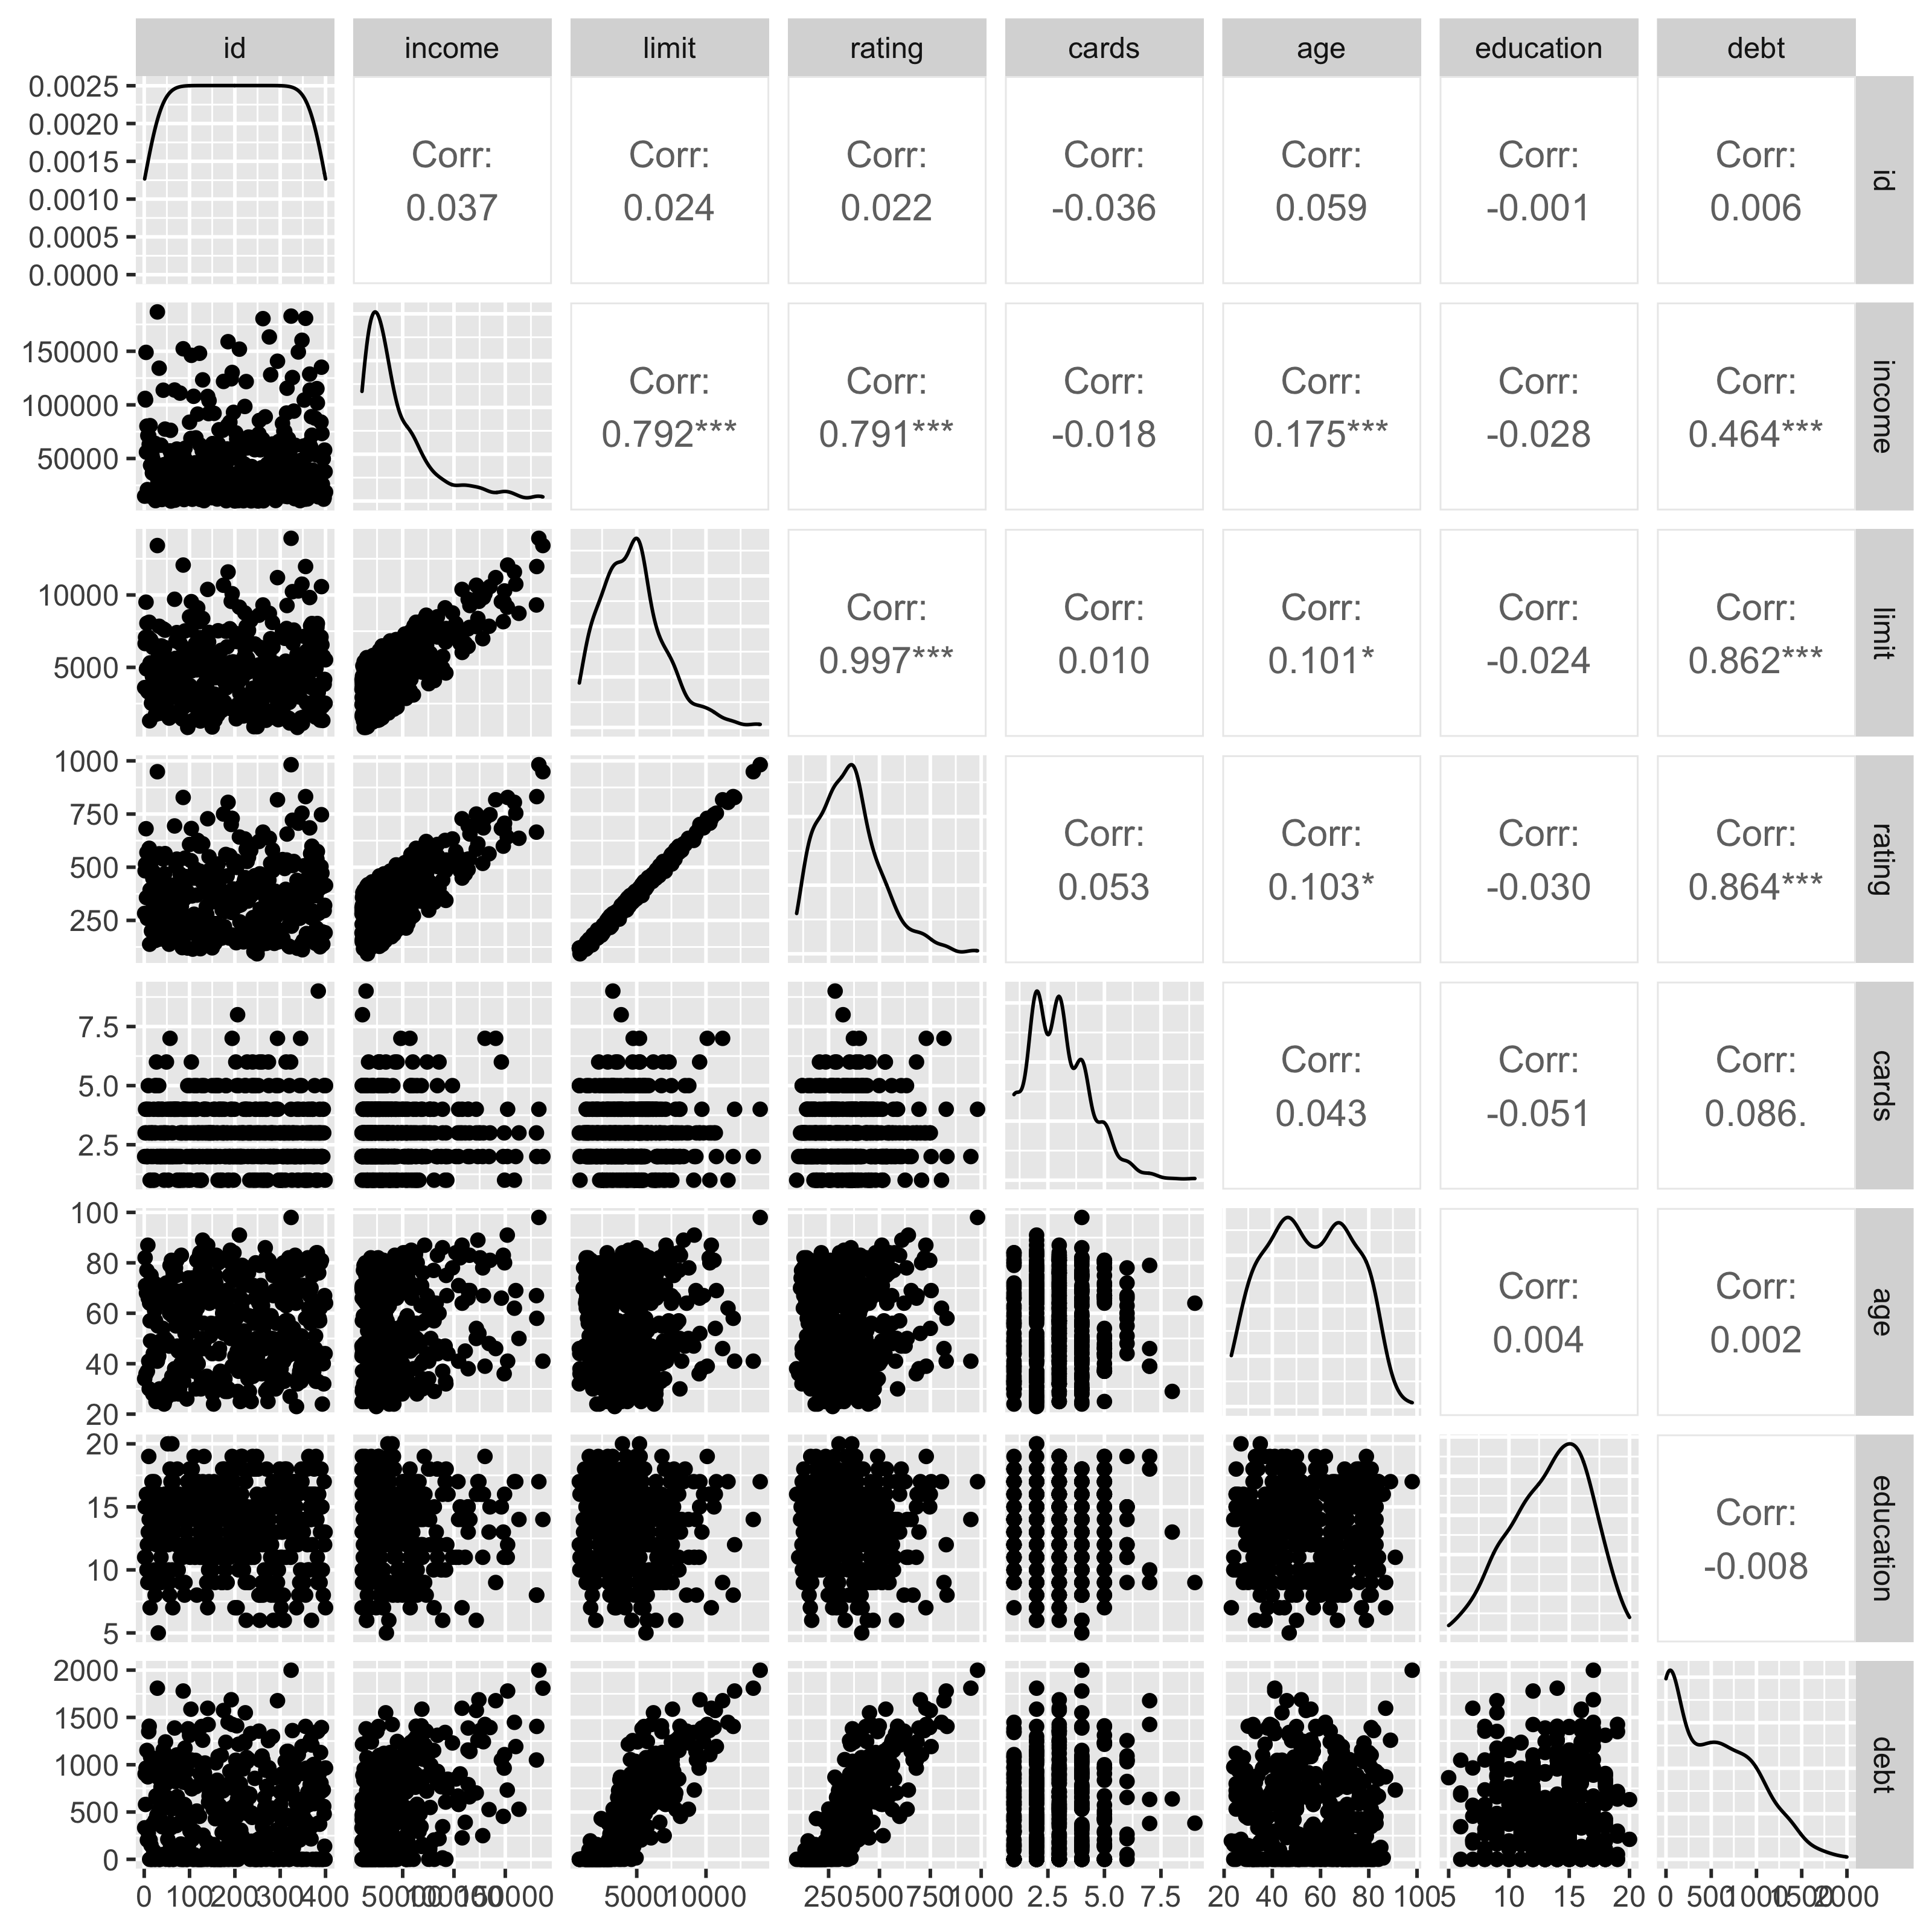 id income limit rating cards age education debt
0.0025
0.0020
0.0015
0.0010
0.0005
0.0000
Corr:
0.037
Corr:
0.024
Corr:
0.022
Corr:
-0.036
Corr:
0.059
Corr:
-0.001
Corr:
0.006
id
150000
100000
50000
Corr:
0.792***
Corr:
0.791***
Corr:
-0.018
Corr:
0.175***
Corr:
-0.028
Corr:
0.464***
income
10000
5000
Corr:
0.997***
Corr:
0.010
Corr:
0.101*
Corr:
-0.024
Corr:
0.862***
limit
1000
750
500
250
Corr:
0.053
Corr:
0.103*
Corr:
-0.030
Corr:
0.864***
rating
7.5
5.0
2.5
Corr:
0.043
Corr:
-0.051
Corr:
0.086.
cards
100
80
60
40
20
Corr:
0.004
Corr:
0.002
age
20
15
10
5
Corr:
-0.008
education
2000
1500
1000
500
0
debt
0 100 200 300 400
50000 100000 150000
5000 10000
250 500 750 1000
2.5 5.0 7.5
20 40 60 80 100
5 10 15 20
0 500 1000 1500 2000